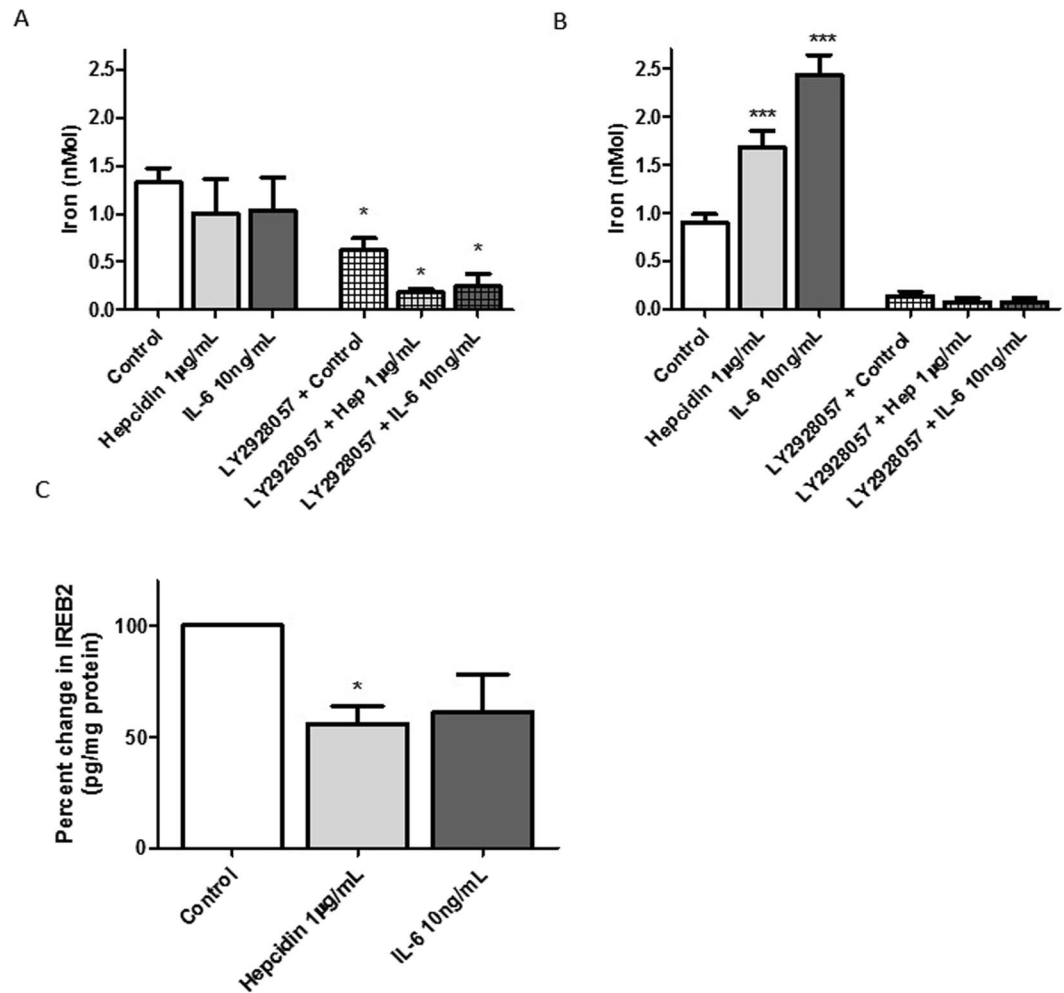 A
Iron (nMol)
2.5
2.0
1.5
1.0
0.5
0.0
*
*
*
Control
Hepcidin 1µg/mL
IL-6 10ng/mL
LY2928057 + Control
LY2928057 + Hep 1µg/mL
LY2928057 + IL-6 10ng/mL
B
Iron (nMol)
2.5
2.0
1.5
1.0
0.5
0.0
***
***
Control
Hepcidin 1µg/mL
IL-6 10ng/mL
LY2928057 + Control
LY2928057 + Hep 1µg/mL
LY2928057 + IL-6 10ng/mL
C
Percent change in IREB2
(pg/mg protein)
100
50
0
*
Control
Hepcidin 1µg/mL
IL-6 10ng/mL